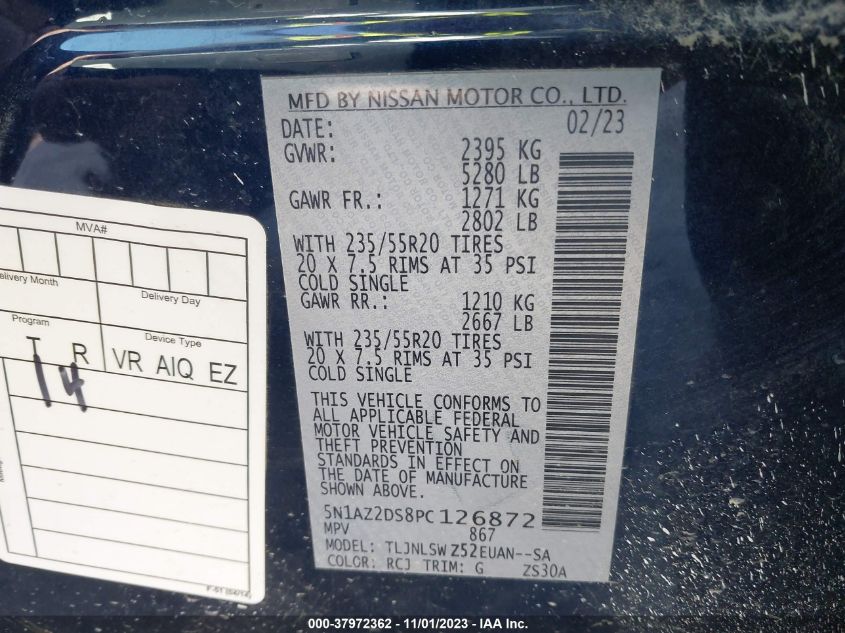 MFD BY NISSAN MOTOR CO., LTD.
DATE: 02/23
GVWR: 2395 KG
5280 LB
GAWR FR.: 1271 KG
2802 LB
WITH 235/55R20 TIRES
20 X 7.5 RIMS AT 35 PSI
COLD SINGLE
GAWR RR.: 1210 KG
2667 LB
WITH 235/55R20 TIRES
20 X 7.5 RIMS AT 35 PSI
COLD SINGLE
THIS VEHICLE CONFORMS TO
ALL APPLICABLE FEDERAL
MOTOR VEHICLE SAFETY AND
THEFT PREVENTION
STANDARDS IN EFFECT ON
THE DATE OF MANUFACTURE
SHOWN ABOVE.
5N1AZ2DS8PC126872
MPV 867
MODEL: TLJNLSWZ52EUAN--SA
COLOR: RCJ TRIM: G ZS30A
MVA#
Delivery Month
Delivery Day
Program
Device Type
T R VR AIQ EZ
14
F-51 (04/14)
000-37972362 - 11/01/2023 - IAA Inc.